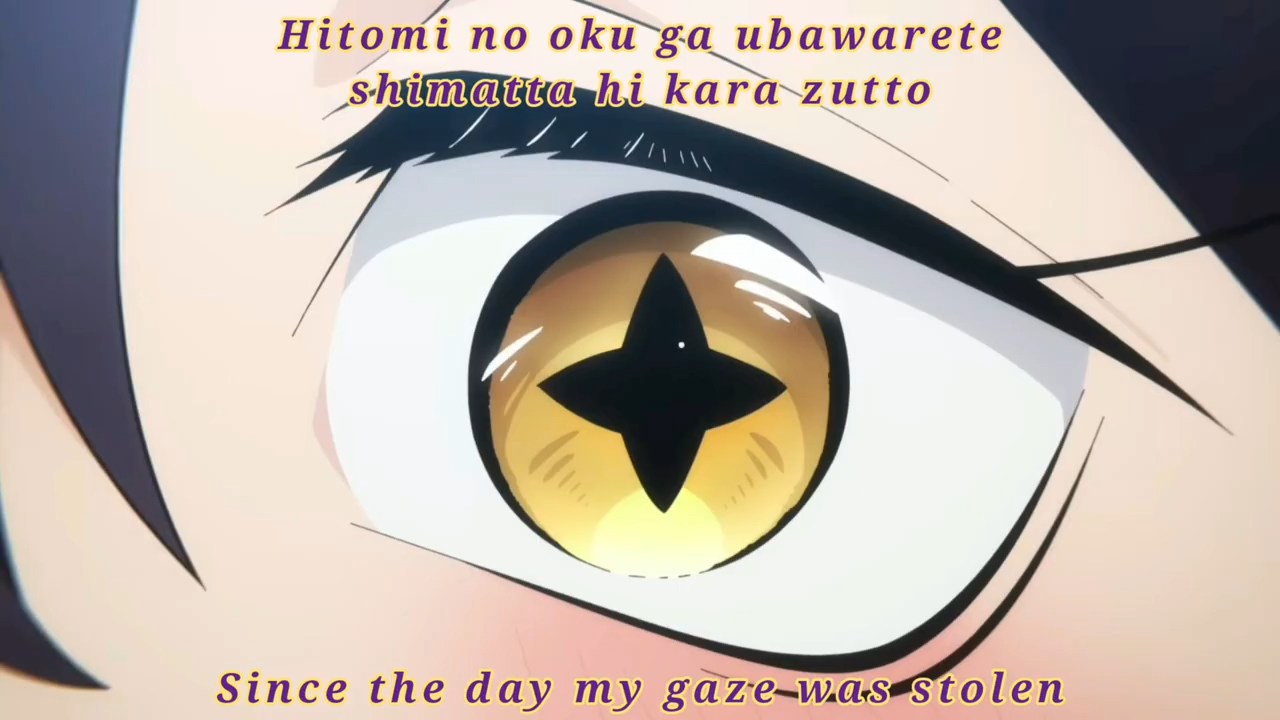 Hitomi no oku ga ubawarete
shimatta hi kara zutto
Since the day my gaze was stolen